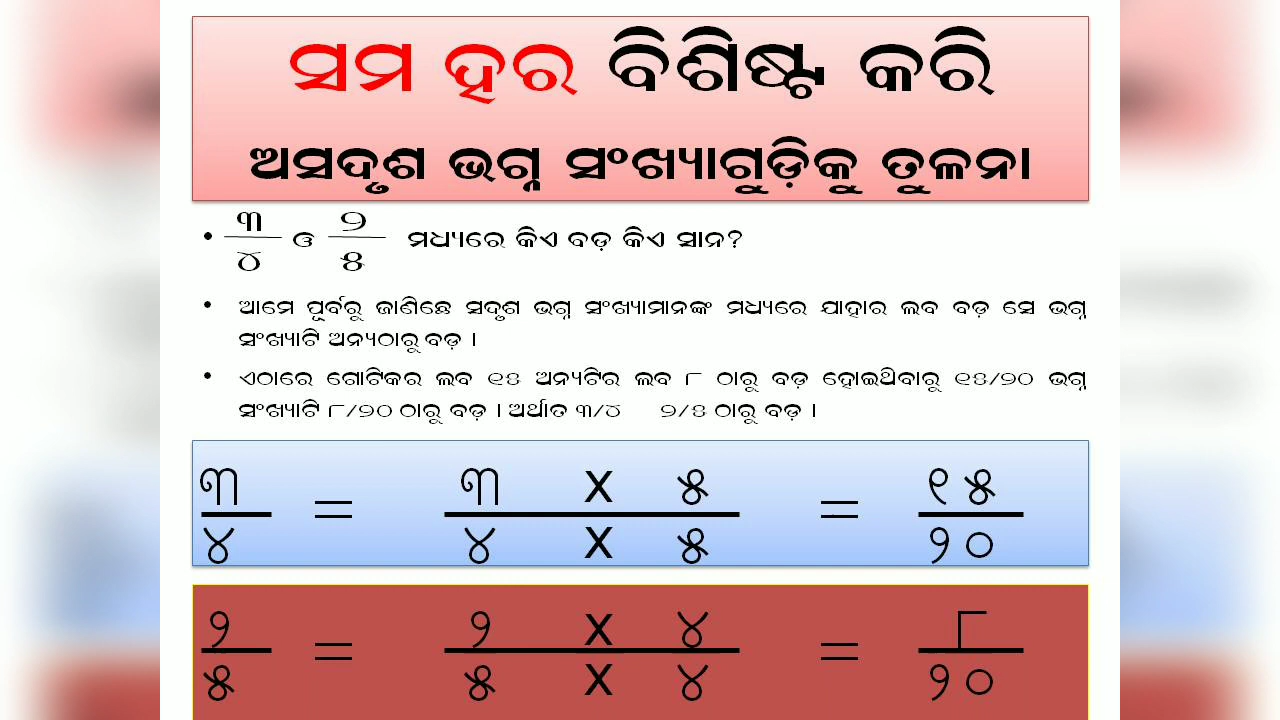 ସମ ହର ବିଶିଷ୍ଟ କରି
ଅସଦୃଶ ଭଗ୍ନ ସଂଖ୍ୟାଗୁଡ଼ିକୁ ତୁଳନା
• ୩/୪ ଓ ୨/୫ ମଧ୍ୟରେ କିଏ ବଡ଼ କିଏ ସାନ?
• ଆମେ ପୂର୍ବରୁ ଜାଣିଛେ ସଦୃଶ ଭଗ୍ନ ସଂଖ୍ୟାମାନଙ୍କ ମଧ୍ୟରେ ଯାହାର ଲବ ବଡ଼ ସେ ଭଗ୍ନ
ସଂଖ୍ୟାଟି ଅନ୍ୟଠାରୁ ବଡ଼ ।
• ଏଠାରେ ଗୋଟିକର ଲବ ୧୫ ଅନ୍ୟଟିର ଲବ ୮ ଠାରୁ ବଡ଼ ହୋଇଥିବାରୁ ୧୫/୨୦ ଭଗ୍ନ
ସଂଖ୍ୟାଟି ୮/୨୦ ଠାରୁ ବଡ଼ । ଅର୍ଥାତ ୩/୪ ୨/୫ ଠାରୁ ବଡ଼ ।
୩/୪ = ୩ X ୫/୪ X ୫ = ୧୫/୨୦
୨/୫ = ୨ X ୪/୫ X ୪ = ୮/୨୦